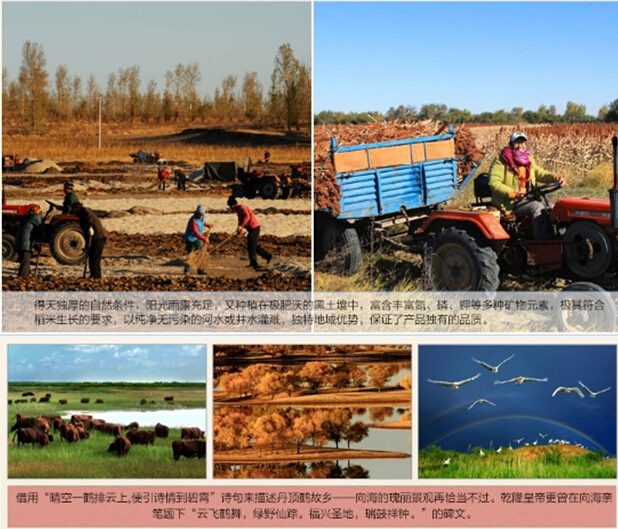 得天独厚的自然条件，阳光雨露充足，又种植在极肥沃的黑土壤中，富含丰富氮、磷、钾等多种矿物元素，极其符合
稻米生长的要求，以纯净无污染的河水或井水灌溉，独特地域优势，保证了产品独有的品质。
借用“晴空一鹤排云上,便引诗情到碧霄”诗句来描述丹顶鹤故乡——向海的瑰丽景观再恰当不过。乾隆皇帝更曾在向海亲
笔题下“云飞鹤舞，绿野仙踪。福兴圣地，瑞鼓祥钟。”的碑文。